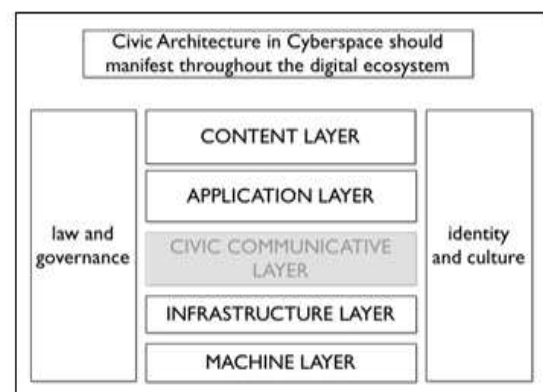 Civic Architecture in Cyberspace should
manifest throughout the digital ecosystem
CONTENT LAYER
APPLICATION LAYER
law and
governance
CIVIC COMMUNICATIVE
LAYER
identity
and culture
INFRASTRUCTURE LAYER
MACHINE LAYER